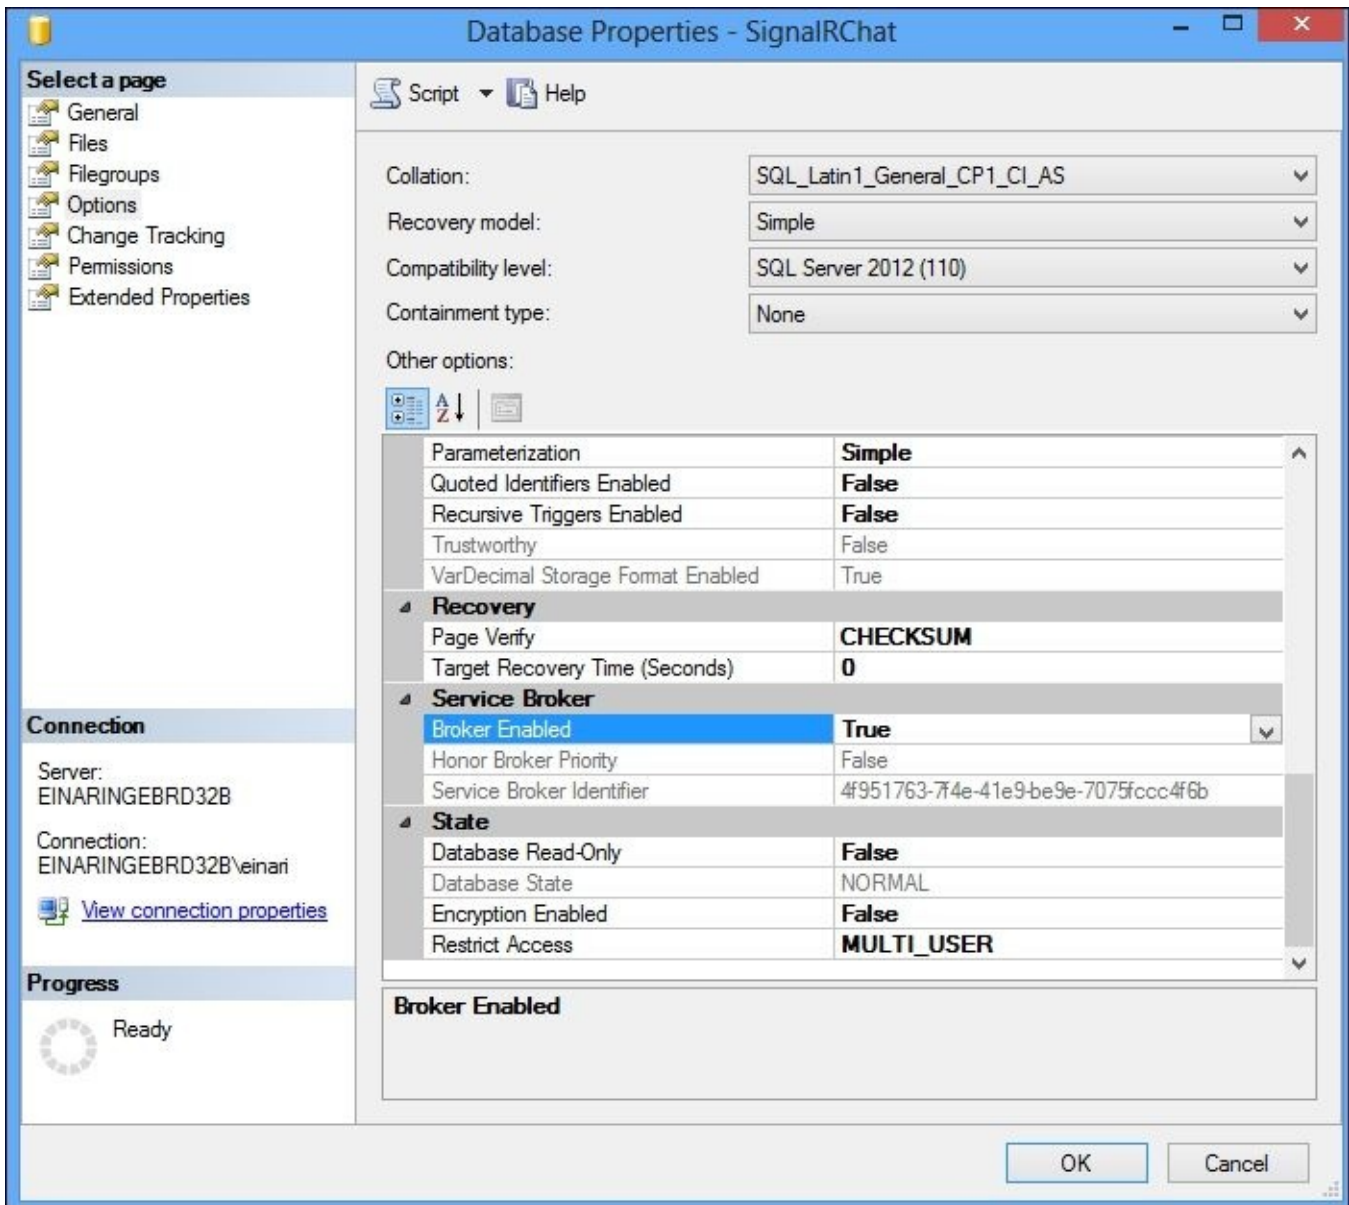 Database Properties - SignalRChat
Select a page
General
Files
Filegroups
Options
Change Tracking
Permissions
Extended Properties
Connection
Server:
EINARINGEBRD32B
Connection:
EINARINGEBRD32B\einari
View connection properties
Progress
Ready
Script Help
Collation: SQL_Latin1_General_CP1_CI_AS
Recovery model: Simple
Compatibility level: SQL Server 2012 (110)
Containment type: None
Other options:
Parameterization Simple
Quoted Identifiers Enabled False
Recursive Triggers Enabled False
Trustworthy False
VarDecimal Storage Format Enabled True
Recovery
Page Verify CHECKSUM
Target Recovery Time (Seconds) 0
Service Broker
Broker Enabled True
Honor Broker Priority False
Service Broker Identifier 4f951763-7f4e-41e9-be9e-7075fccc4f6b
State
Database Read-Only False
Database State NORMAL
Encryption Enabled False
Restrict Access MULTI_USER
Broker Enabled
OK Cancel